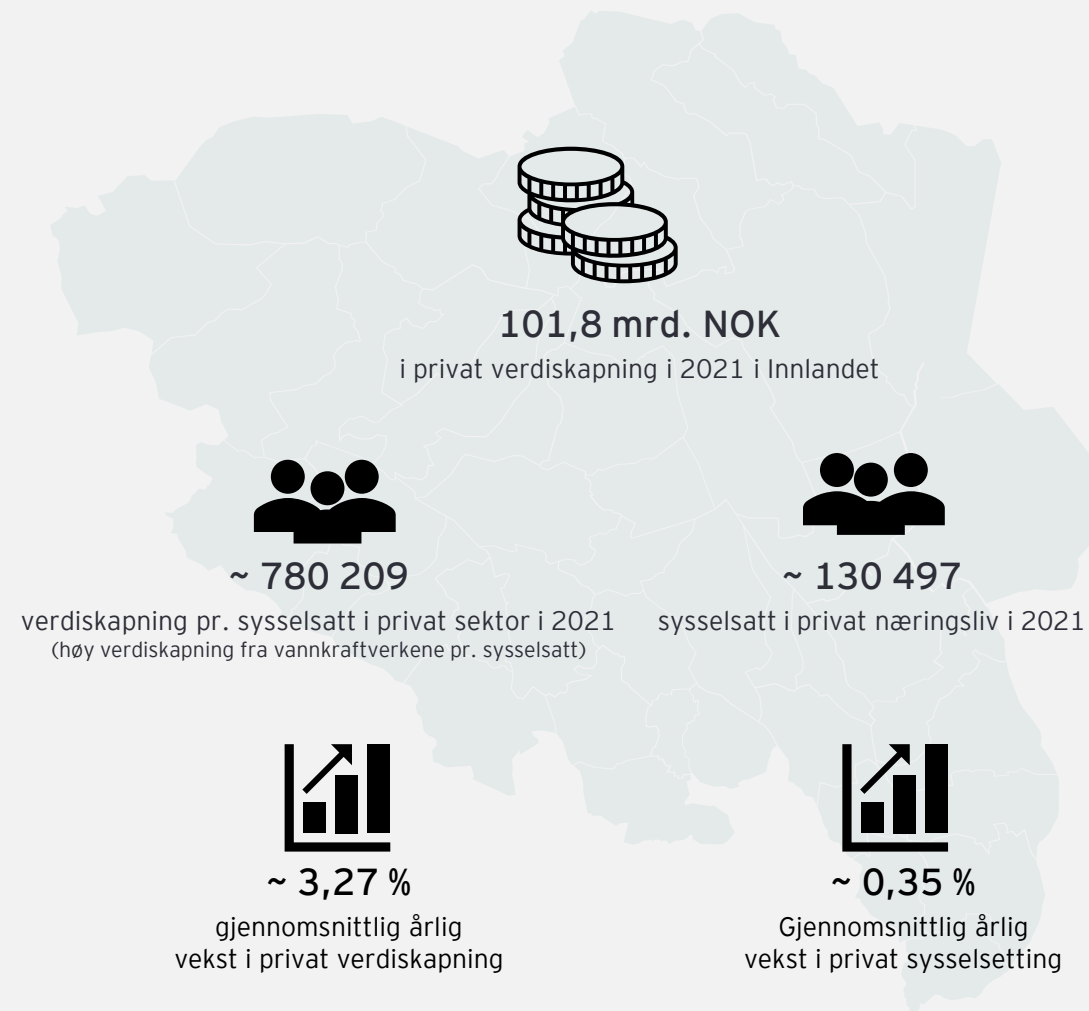 101,8 mrd. NOK
i privat verdiskapning i 2021 i Innlandet
~ 780 209
verdiskapning pr. sysselsatt i privat sektor i 2021
(høy verdiskapning fra vannkraftverkene pr. sysselsatt)
~ 130 497
sysselsatt i privat næringsliv i 2021
~ 3,27 %
gjennomsnittlig årlig
vekst i privat verdiskapning
~ 0,35 %
Gjennomsnittlig årlig
vekst i privat sysselsetting